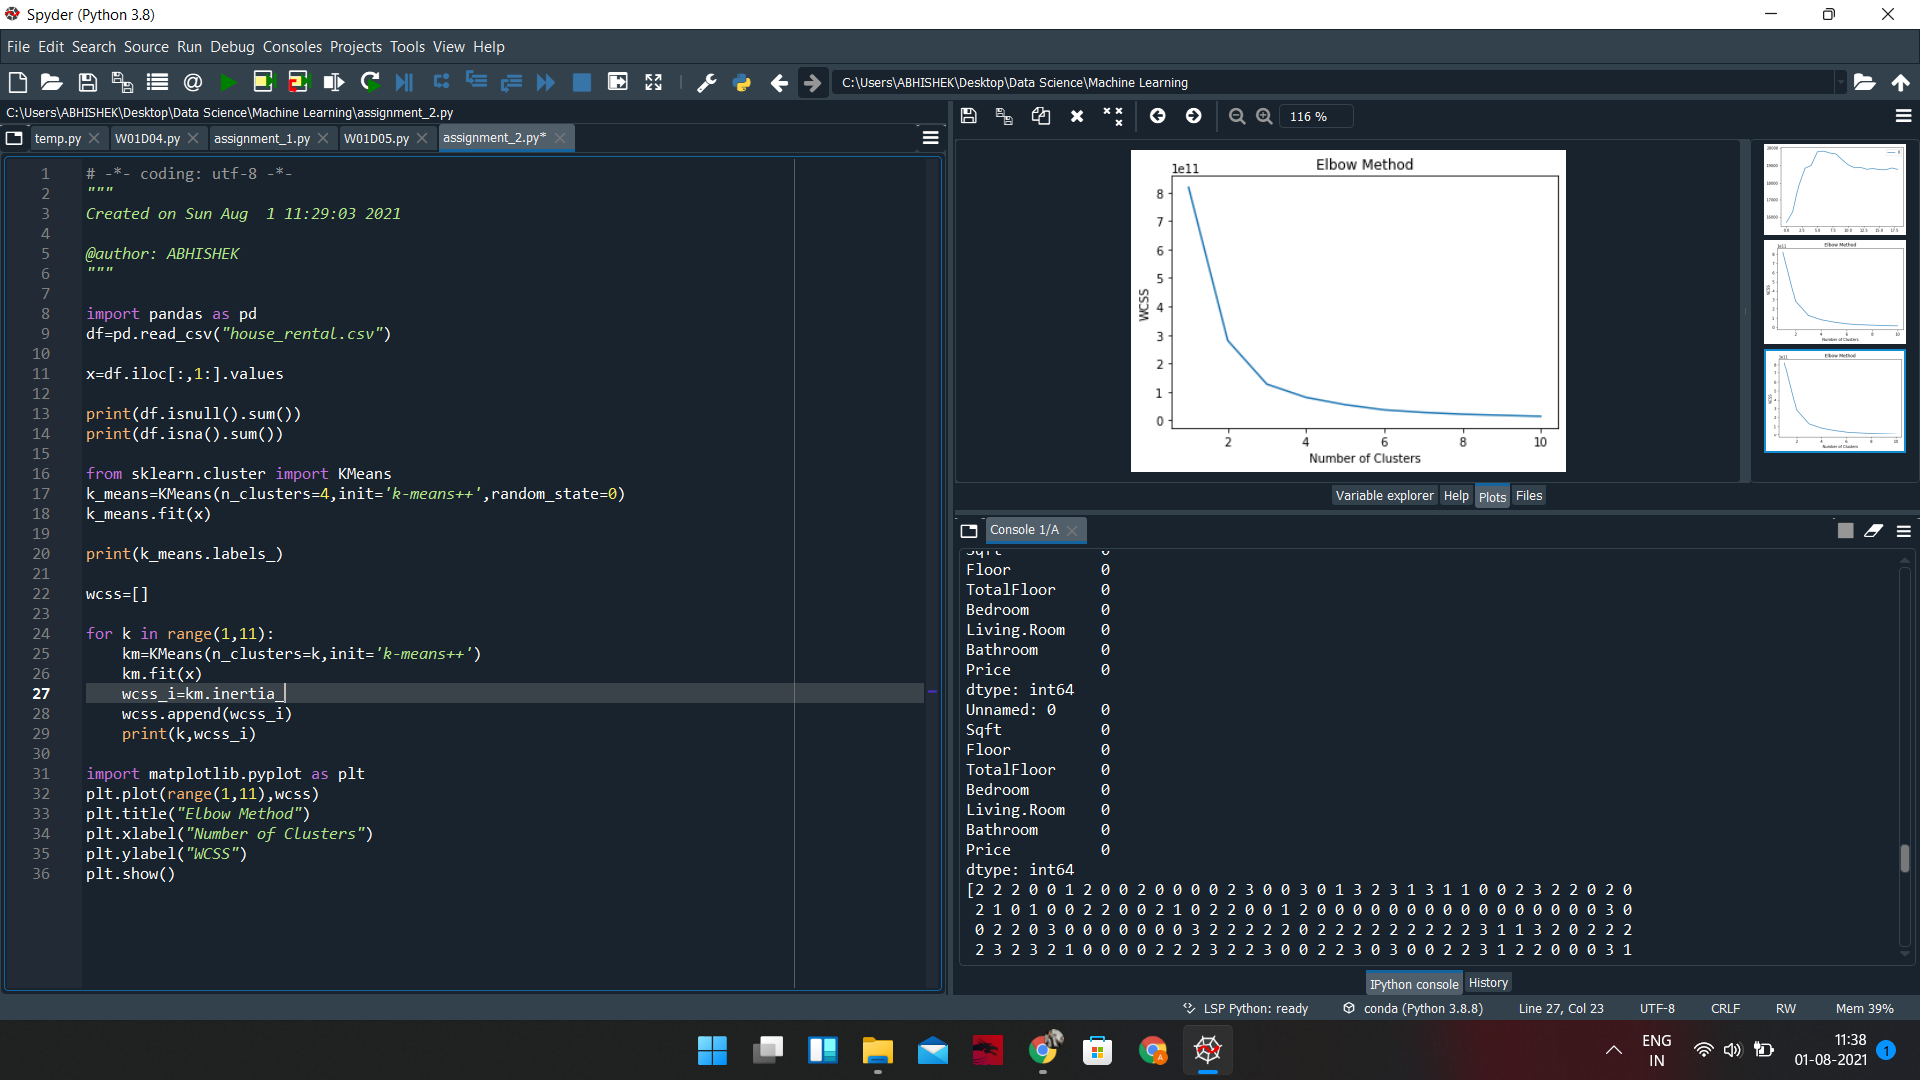 Spyder (Python 3.8)
File Edit Search Source Run Debug Consoles Projects Tools View Help
C:\Users\ABHISHEK\Desktop\Data Science\Machine Learning
C:\Users\ABHISHEK\Desktop\Data Science\Machine Learning\assignment_2.py
temp.py W01D04.py assignment_1.py W01D05.py assignment_2.py*
1 # -*- coding: utf-8 -*-
2 """
3 Created on Sun Aug  1 11:29:03 2021
4
5 @author: ABHISHEK
6 """
7
8 import pandas as pd
9 df=pd.read_csv("house_rental.csv")
10
11 x=df.iloc[:,1:].values
12
13 print(df.isnull().sum())
14 print(df.isna().sum())
15
16 from sklearn.cluster import KMeans
17 k_means=KMeans(n_clusters=4,init='k-means++',random_state=0)
18 k_means.fit(x)
19
20 print(k_means.labels_)
21
22 wcss=[]
23
24 for k in range(1,11):
25     km=KMeans(n_clusters=k,init='k-means++')
26     km.fit(x)
27     wcss_i=km.inertia_
28     wcss.append(wcss_i)
29     print(k,wcss_i)
30
31 import matplotlib.pyplot as plt
32 plt.plot(range(1,11),wcss)
33 plt.title("Elbow Method")
34 plt.xlabel("Number of Clusters")
35 plt.ylabel("WCSS")
36 plt.show()
116 %
Elbow Method
1e11
8
7
6
5
4
3
2
1
0
WCSS
2 4 6 8 10
Number of Clusters
Elbow Method
Number of Clusters
Elbow Method
Number of Clusters
Variable explorer Help Plots Files
Console 1/A
Sqft 0
Floor 0
TotalFloor 0
Bedroom 0
Living.Room 0
Bathroom 0
Price 0
dtype: int64
Unnamed: 0 0
Sqft 0
Floor 0
TotalFloor 0
Bedroom 0
Living.Room 0
Bathroom 0
Price 0
dtype: int64
[2 2 2 0 0 1 2 0 0 2 0 0 0 0 2 3 0 0 3 0 1 3 2 3 1 3 1 1 0 0 2 3 2 2 0 2 0
2 1 0 1 0 0 2 2 0 0 2 1 0 2 2 0 0 1 2 0 0 0 0 0 0 0 0 0 0 0 0 0 0 0 0 3 0
0 2 2 0 3 0 0 0 0 0 0 0 3 2 2 2 2 2 0 2 2 2 2 2 2 2 2 2 3 1 1 3 2 0 2 2 2
2 3 2 3 2 1 0 0 0 0 2 2 2 3 2 2 3 0 0 2 2 3 0 3 0 0 2 2 3 1 2 2 0 0 0 3 1
IPython console History
LSP Python: ready conda (Python 3.8.8) Line 27, Col 23 UTF-8 CRLF RW Mem 39%
ENG
IN
11:38
01-08-2021
1